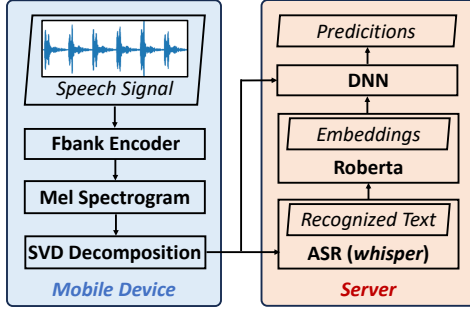 Speech Signal
Fbank Encoder
Mel Spectrogram
SVD Decomposition
Mobile Device
Predicitions
DNN
Embeddings
Roberta
Recognized Text
ASR (whisper)
Server